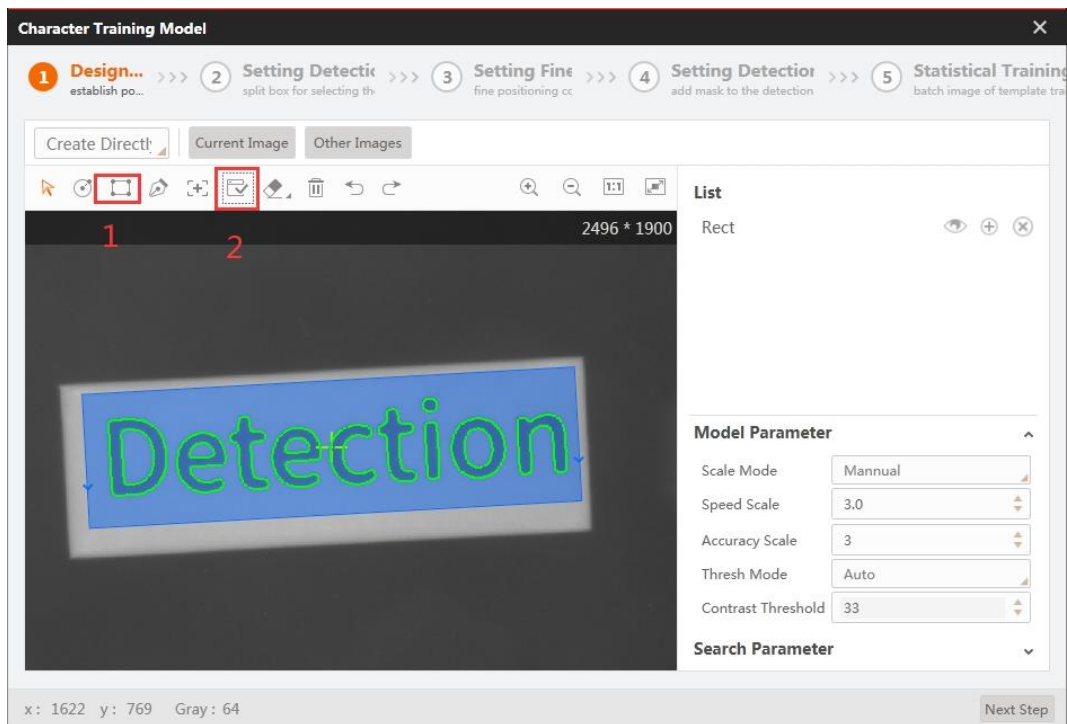 Character Training Model
1 Design... >>> 2 Setting Detectic >>> 3 Setting Fine >>> 4 Setting Detection >>> 5 Statistical Training
establish po... split box for selecting th fine positioning cc add mask to the detection batch image of template tra
Create Directly Current Image Other Images
1:1
List
1 2 2496 * 1900 Rect
Detection
Model Parameter
Scale Mode Mannual
Speed Scale 3.0
Accuracy Scale 3
Thresh Mode Auto
Contrast Threshold 33
Search Parameter
x: 1622 y: 769 Gray: 64 Next Step